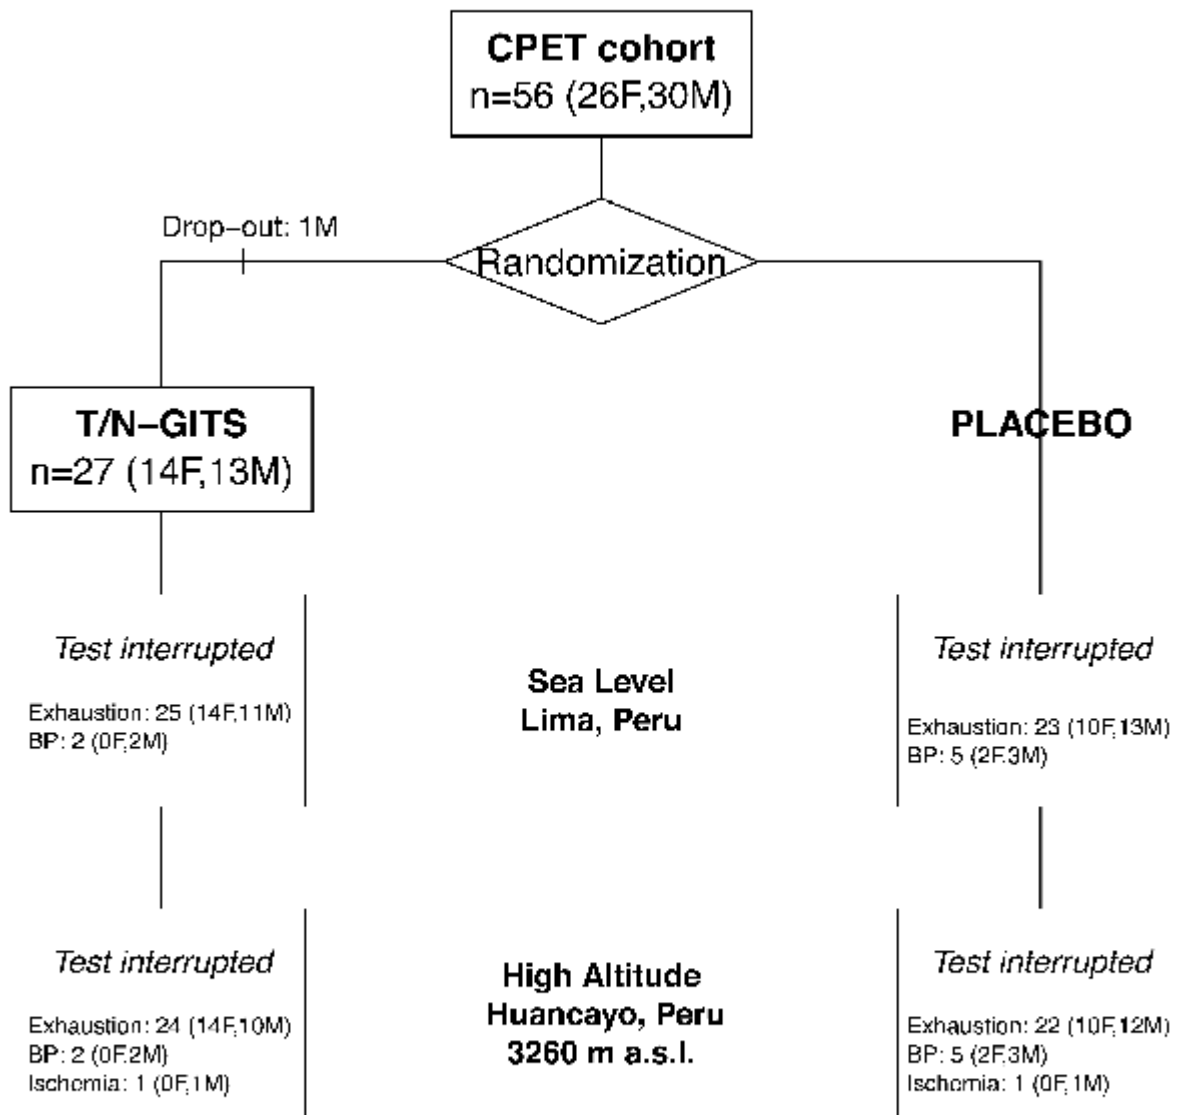 CPET cohort
n=56 (26F,30M)
Drop-out: 1M
Randomization
T/N-GITS
n=27 (14F,13M)
PLACEBO
Test interrupted
Exhaustion: 25 (14F,11M)
BP: 2 (0F,2M)
Sea Level
Lima, Peru
Test interrupted
Exhaustion: 23 (10F,13M)
BP: 5 (2F,3M)
Test interrupted
Exhaustion: 24 (14F,10M)
BP: 2 (0F,2M)
Ischemia: 1 (0F,1M)
High Altitude
Huancayo, Peru
3260 m a.s.l.
Test interrupted
Exhaustion: 22 (10F,12M)
BP: 5 (2F,3M)
Ischemia: 1 (0F,1M)